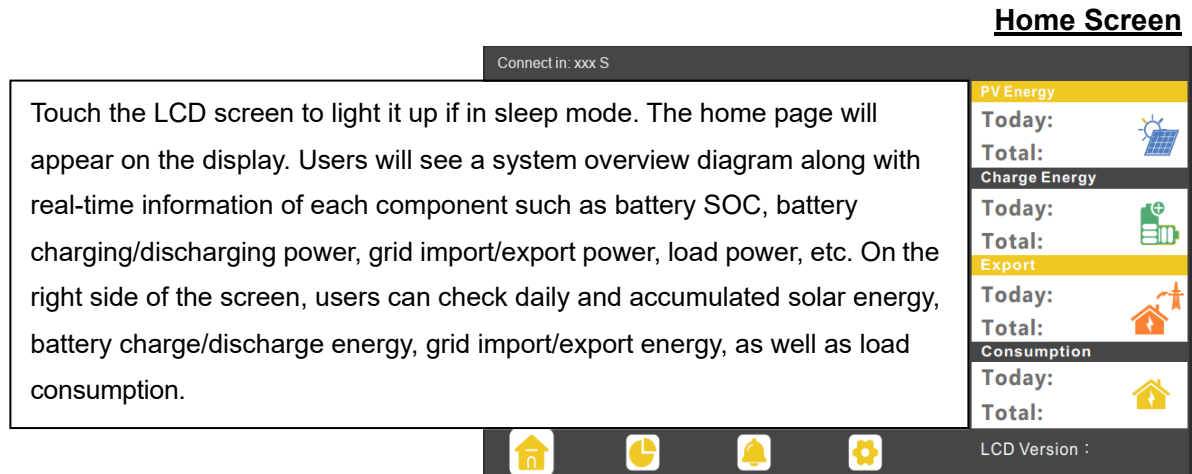 Home Screen
Connect in: xxx S
Touch the LCD screen to light it up if in sleep mode. The home page will
appear on the display. Users will see a system overview diagram along with
real-time information of each component such as battery SOC, battery
charging/discharging power, grid import/export power, load power, etc. On the
right side of the screen, users can check daily and accumulated solar energy,
battery charge/discharge energy, grid import/export energy, as well as load
consumption.
PV Energy
Today:
Total:
Charge Energy
Today:
Total:
Export
Today:
Total:
Consumption
Today:
Total:
LCD Version：